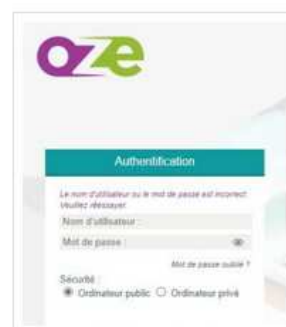 oze
Authentification
Le nom d'utilisateur ou le mot de passe est incorrect.
Veuillez réessayer.
Nom d'utilisateur :
Mot de passe :
Mot de passe oublié ?
Sécurité :
Ordinateur public Ordinateur privé